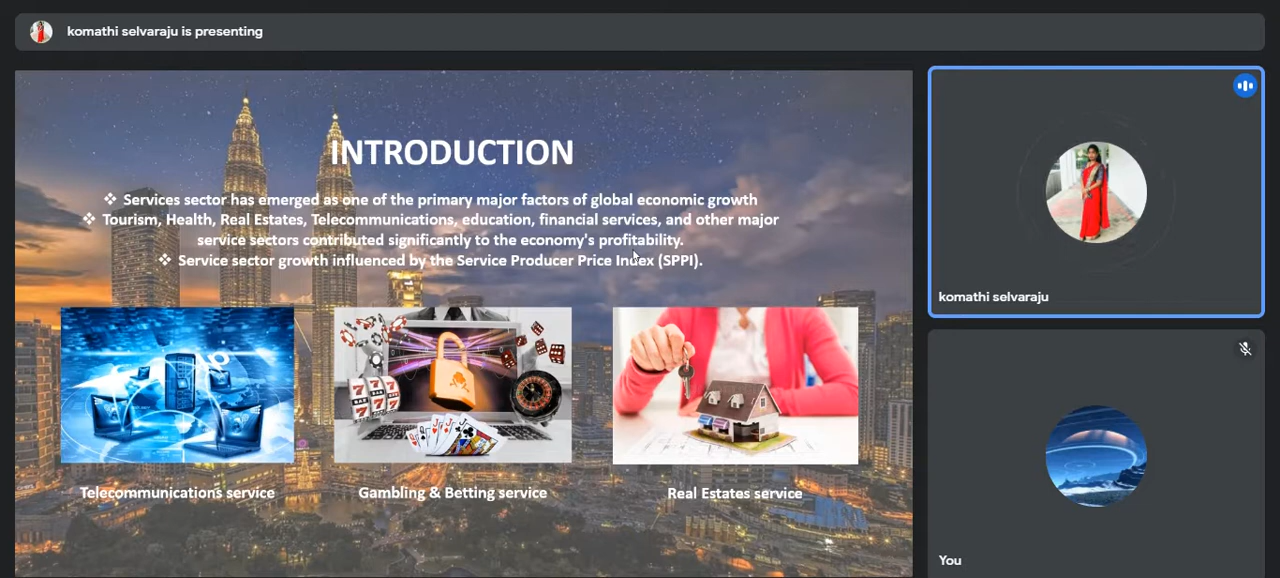 komathi selvaraju is presenting
INTRODUCTION
❖ Services sector has emerged as one of the primary major factors of global economic growth
❖ Tourism, Health, Real Estates, Telecommunications, education, financial services, and other major
service sectors contributed significantly to the economy's profitability.
❖ Service sector growth influenced by the Service Producer Price Index (SPPI).
Telecommunications service
Gambling & Betting service
Real Estates service
komathi selvaraju
You